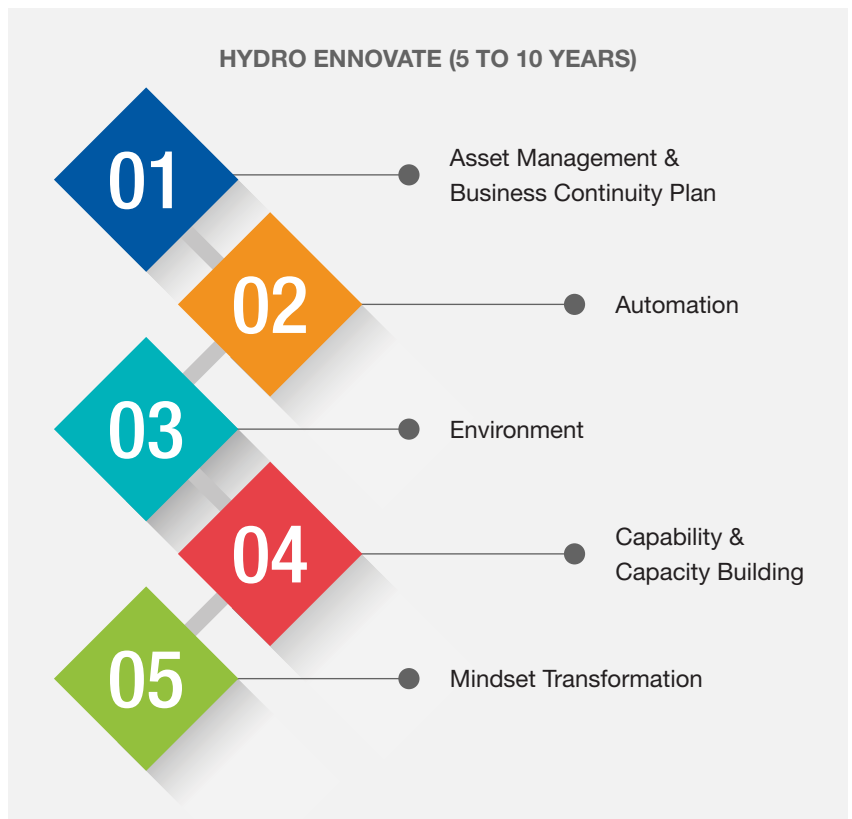 HYDRO ENNOVATE (5 TO 10 YEARS)
01
Asset Management &
Business Continuity Plan
02
Automation
03
Environment
04
Capability &
Capacity Building
05
Mindset Transformation